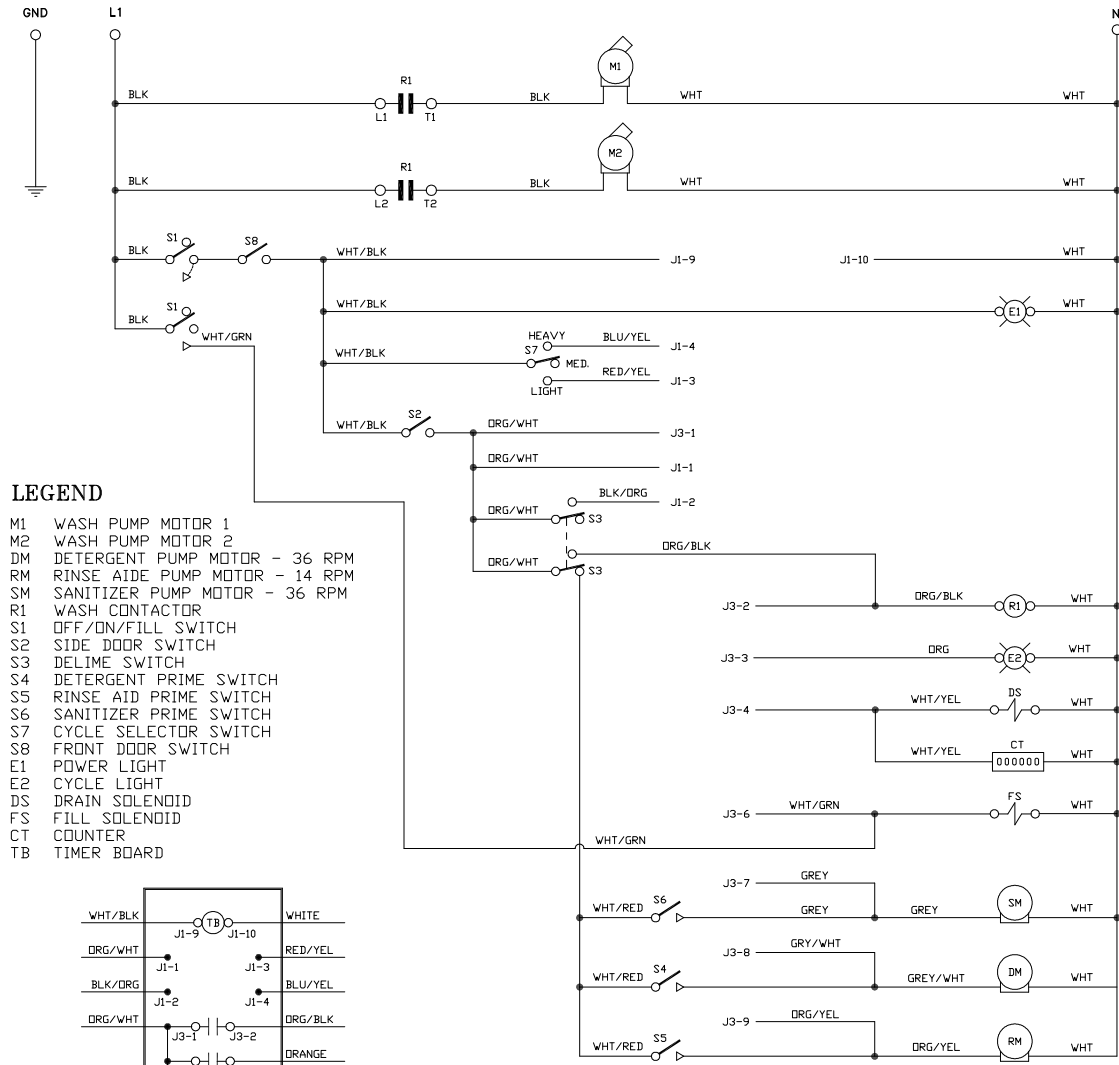 GND L1 N
M1
R1
BLK BLK WHT WHT
L1 T1
M2
R1
BLK BLK WHT WHT
L2 T2
S1 S8
BLK WHT/BLK J1-9 J1-10 WHT
S1 WHT/BLK E1 WHT
BLK WHT/GRN
HEAVY BLU/YEL J1-4
WHT/BLK S7 MED.
RED/YEL J1-3
LIGHT
S2
WHT/BLK ORG/WHT J3-1
ORG/WHT J1-1
BLK/ORG J1-2
ORG/WHT S3
ORG/BLK
ORG/WHT S3
J3-2 ORG/BLK R1 WHT
J3-3 ORG E2 WHT
J3-4 WHT/YEL DS WHT
WHT/YEL CT 000000 WHT
J3-6 WHT/GRN FS WHT
WHT/GRN
J3-7 GREY
WHT/RED S6 GREY GREY SM WHT
J3-8 GRY/WHT
WHT/RED S4 GREY/WHT DM WHT
J3-9 ORG/YEL
WHT/RED S5 ORG/YEL RM WHT
LEGEND
M1 WASH PUMP MOTOR 1
M2 WASH PUMP MOTOR 2
DM DETERGENT PUMP MOTOR - 36 RPM
RM RINSE AIDE PUMP MOTOR - 14 RPM
SM SANITIZER PUMP MOTOR - 36 RPM
R1 WASH CONTACTOR
S1 OFF/ON/FILL SWITCH
S2 SIDE DOOR SWITCH
S3 DELIME SWITCH
S4 DETERGENT PRIME SWITCH
S5 RINSE AID PRIME SWITCH
S6 SANITIZER PRIME SWITCH
S7 CYCLE SELECTOR SWITCH
S8 FRONT DOOR SWITCH
E1 POWER LIGHT
E2 CYCLE LIGHT
DS DRAIN SOLENOID
FS FILL SOLENOID
CT COUNTER
TB TIMER BOARD
WHT/BLK TB WHITE
J1-9 J1-10
ORG/WHT RED/YEL
J1-1 J1-3
BLK/ORG BLU/YEL
J1-2 J1-4
ORG/WHT ORG/BLK
J3-1 J3-2
ORANGE